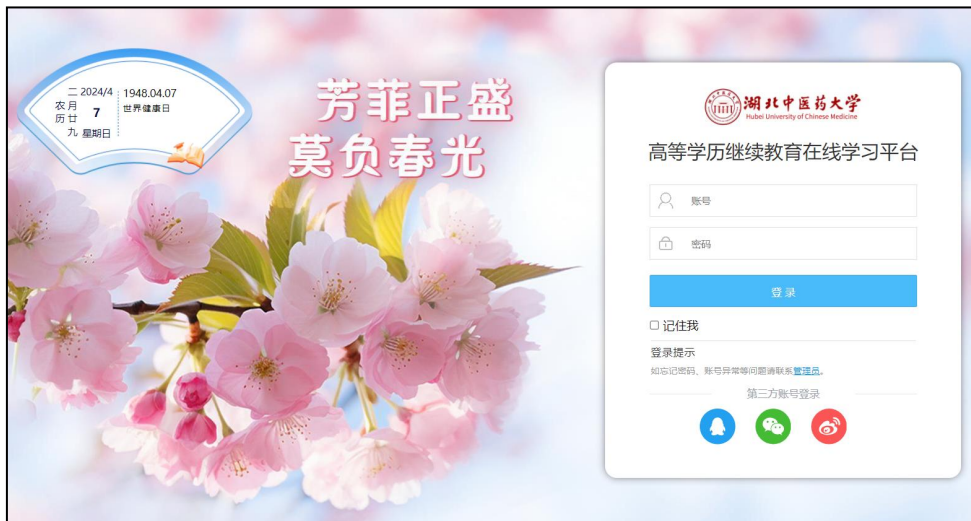 农历
二月廿九
2024/4
7
星期日
1948.04.07
世界健康日
芳菲正盛
莫负春光
湖北中医药大学
Hubei University of Chinese Medicine
高等学历继续教育在线学习平台
账号
密码
登录
记住我
登录提示
如忘记密码、账号异常等问题请联系管理员。
第三方账号登录